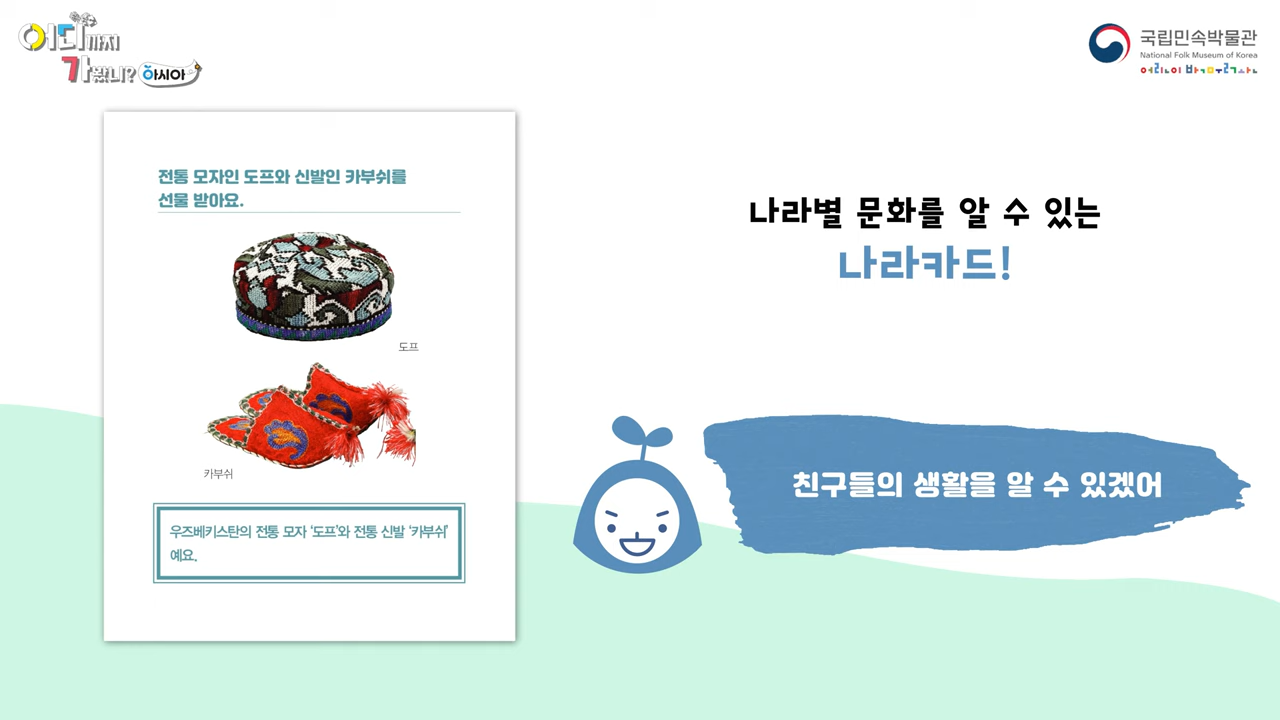 어디까지
가봤니? 아시아
국립민속박물관
National Folk Museum of Korea
어린이박물관
전통 모자인 도프와 신발인 카부쉬를
선물 받아요.
도프
카부쉬
우즈베키스탄의 전통 모자 ‘도프’와 전통 신발 ‘카부쉬’
예요.
나라별 문화를 알 수 있는
나라카드!
친구들의 생활을 알 수 있겠어